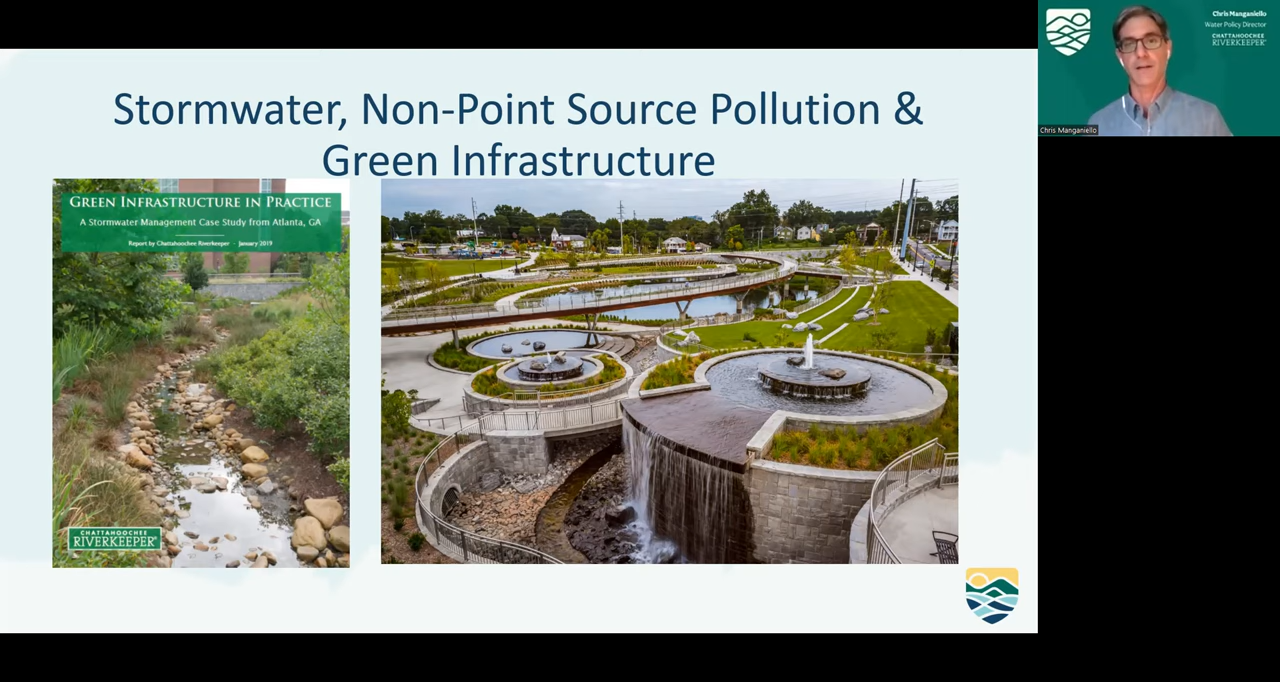 Stormwater, Non-Point Source Pollution &
Green Infrastructure
GREEN INFRASTRUCTURE IN PRACTICE
A Stormwater Management Case Study from Atlanta, GA
Report by Chattahoochee Riverkeeper - January 2019
CHATTAHOOCHEE
RIVERKEEPER®
Chris Manganiello
Water Policy Director
CHATTAHOOCHEE
RIVERKEEPER®
Chris Manganiello